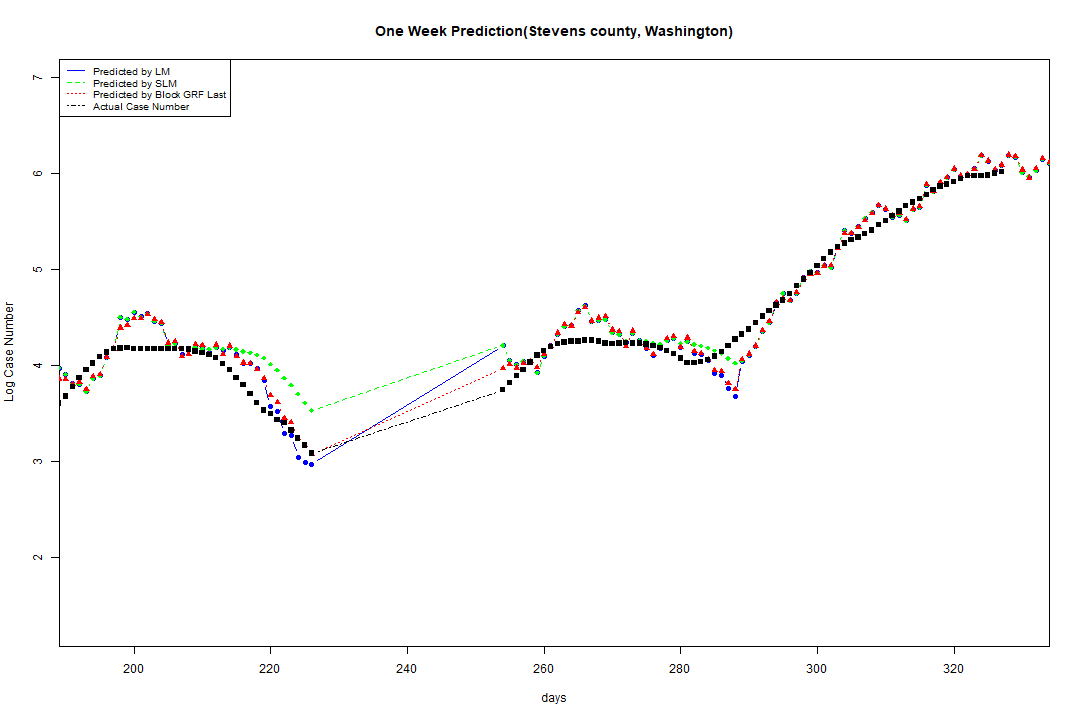 One Week Prediction(Stevens county, Washington)
Predicted by LM
Predicted by SLM
Predicted by Block GRF Last
Actual Case Number
7
6
5
4
3
2
Log Case Number
200 220 240 260 280 300 320
days